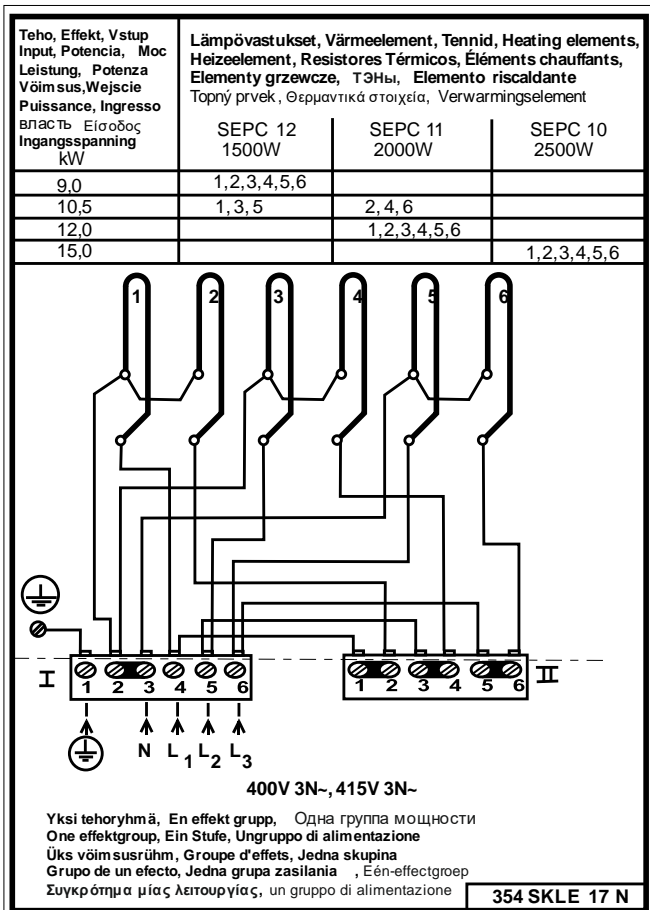 Teho, Effekt, Vstup
Input, Potencia, Moc
Leistung, Potenza
Vöimsus,Wejscie
Puissance, Ingresso
власть Είσοδος
Ingangsspanning
kW
Lämpövastukset, Värmeelement, Tennid, Heating elements,
Heizeelement, Resistores Térmicos, Éléments chauffants,
Elementy grzewcze, ТЭНы, Elemento riscaldante
Topný prvek, Θερμαντικά στοιχεία, Verwarmingselement
SEPC 12 SEPC 11 SEPC 10
1500W 2000W 2500W
9,0 1,2,3,4,5,6
10,5 1,3,5 2,4,6
12,0 1,2,3,4,5,6
15,0 1,2,3,4,5,6
1 2 3 4 5 6
I 1 2 3 4 5 6 1 2 3 4 5 6 II
N L1 L2 L3
400V 3N~, 415V 3N~
Yksi tehoryhmä, En effekt grupp, Одна группа мощности
One effektgroup, Ein Stufe, Ungruppo di alimentazione
Üks vöimsusrühm, Groupe d'effets, Jedna skupina
Grupo de un efecto, Jedna grupa zasilania , Eén-effectgroep
Συγκρότημα μίας λειτουργίας, un gruppo di alimentazione
354 SKLE 17 N